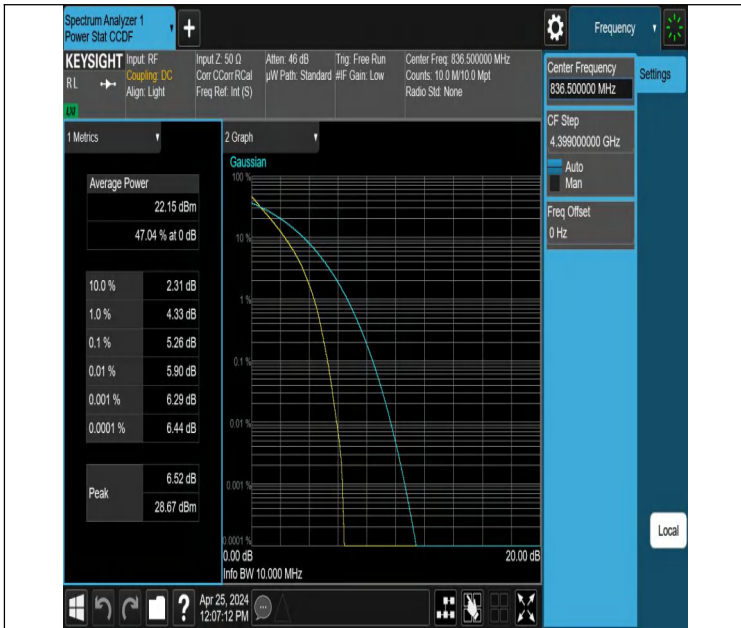 Spectrum Analyzer 1
Power Stat CCDF
Frequency
KEYSIGHT
RL
LXI
Input: RF
Coupling: DC
Align: Light
Input Z: 50 Ω
Corr CCorr RCal
Freq Ref: Int (S)
Atten: 46 dB
µW Path: Standard
Trig: Free Run
#IF Gain: Low
Center Freq: 836.500000 MHz
Counts: 10.0 M/10.0 Mpt
Radio Std: None
Center Frequency
836.500000 MHz
Settings
CF Step
4.399000000 GHz
Auto
Man
Freq Offset
0 Hz
1 Metrics
Average Power
22.15 dBm
47.04 % at 0 dB
10.0 % 2.31 dB
1.0 % 4.33 dB
0.1 % 5.26 dB
0.01 % 5.90 dB
0.001 % 6.29 dB
0.0001 % 6.44 dB
Peak
6.52 dB
28.67 dBm
2 Graph
Gaussian
100 %
10 %
1 %
0.1 %
0.01 %
0.001 %
0.0001 %
0.00 dB
20.00 dB
Info BW 10.000 MHz
Local
?
Apr 25, 2024
12:07:12 PM